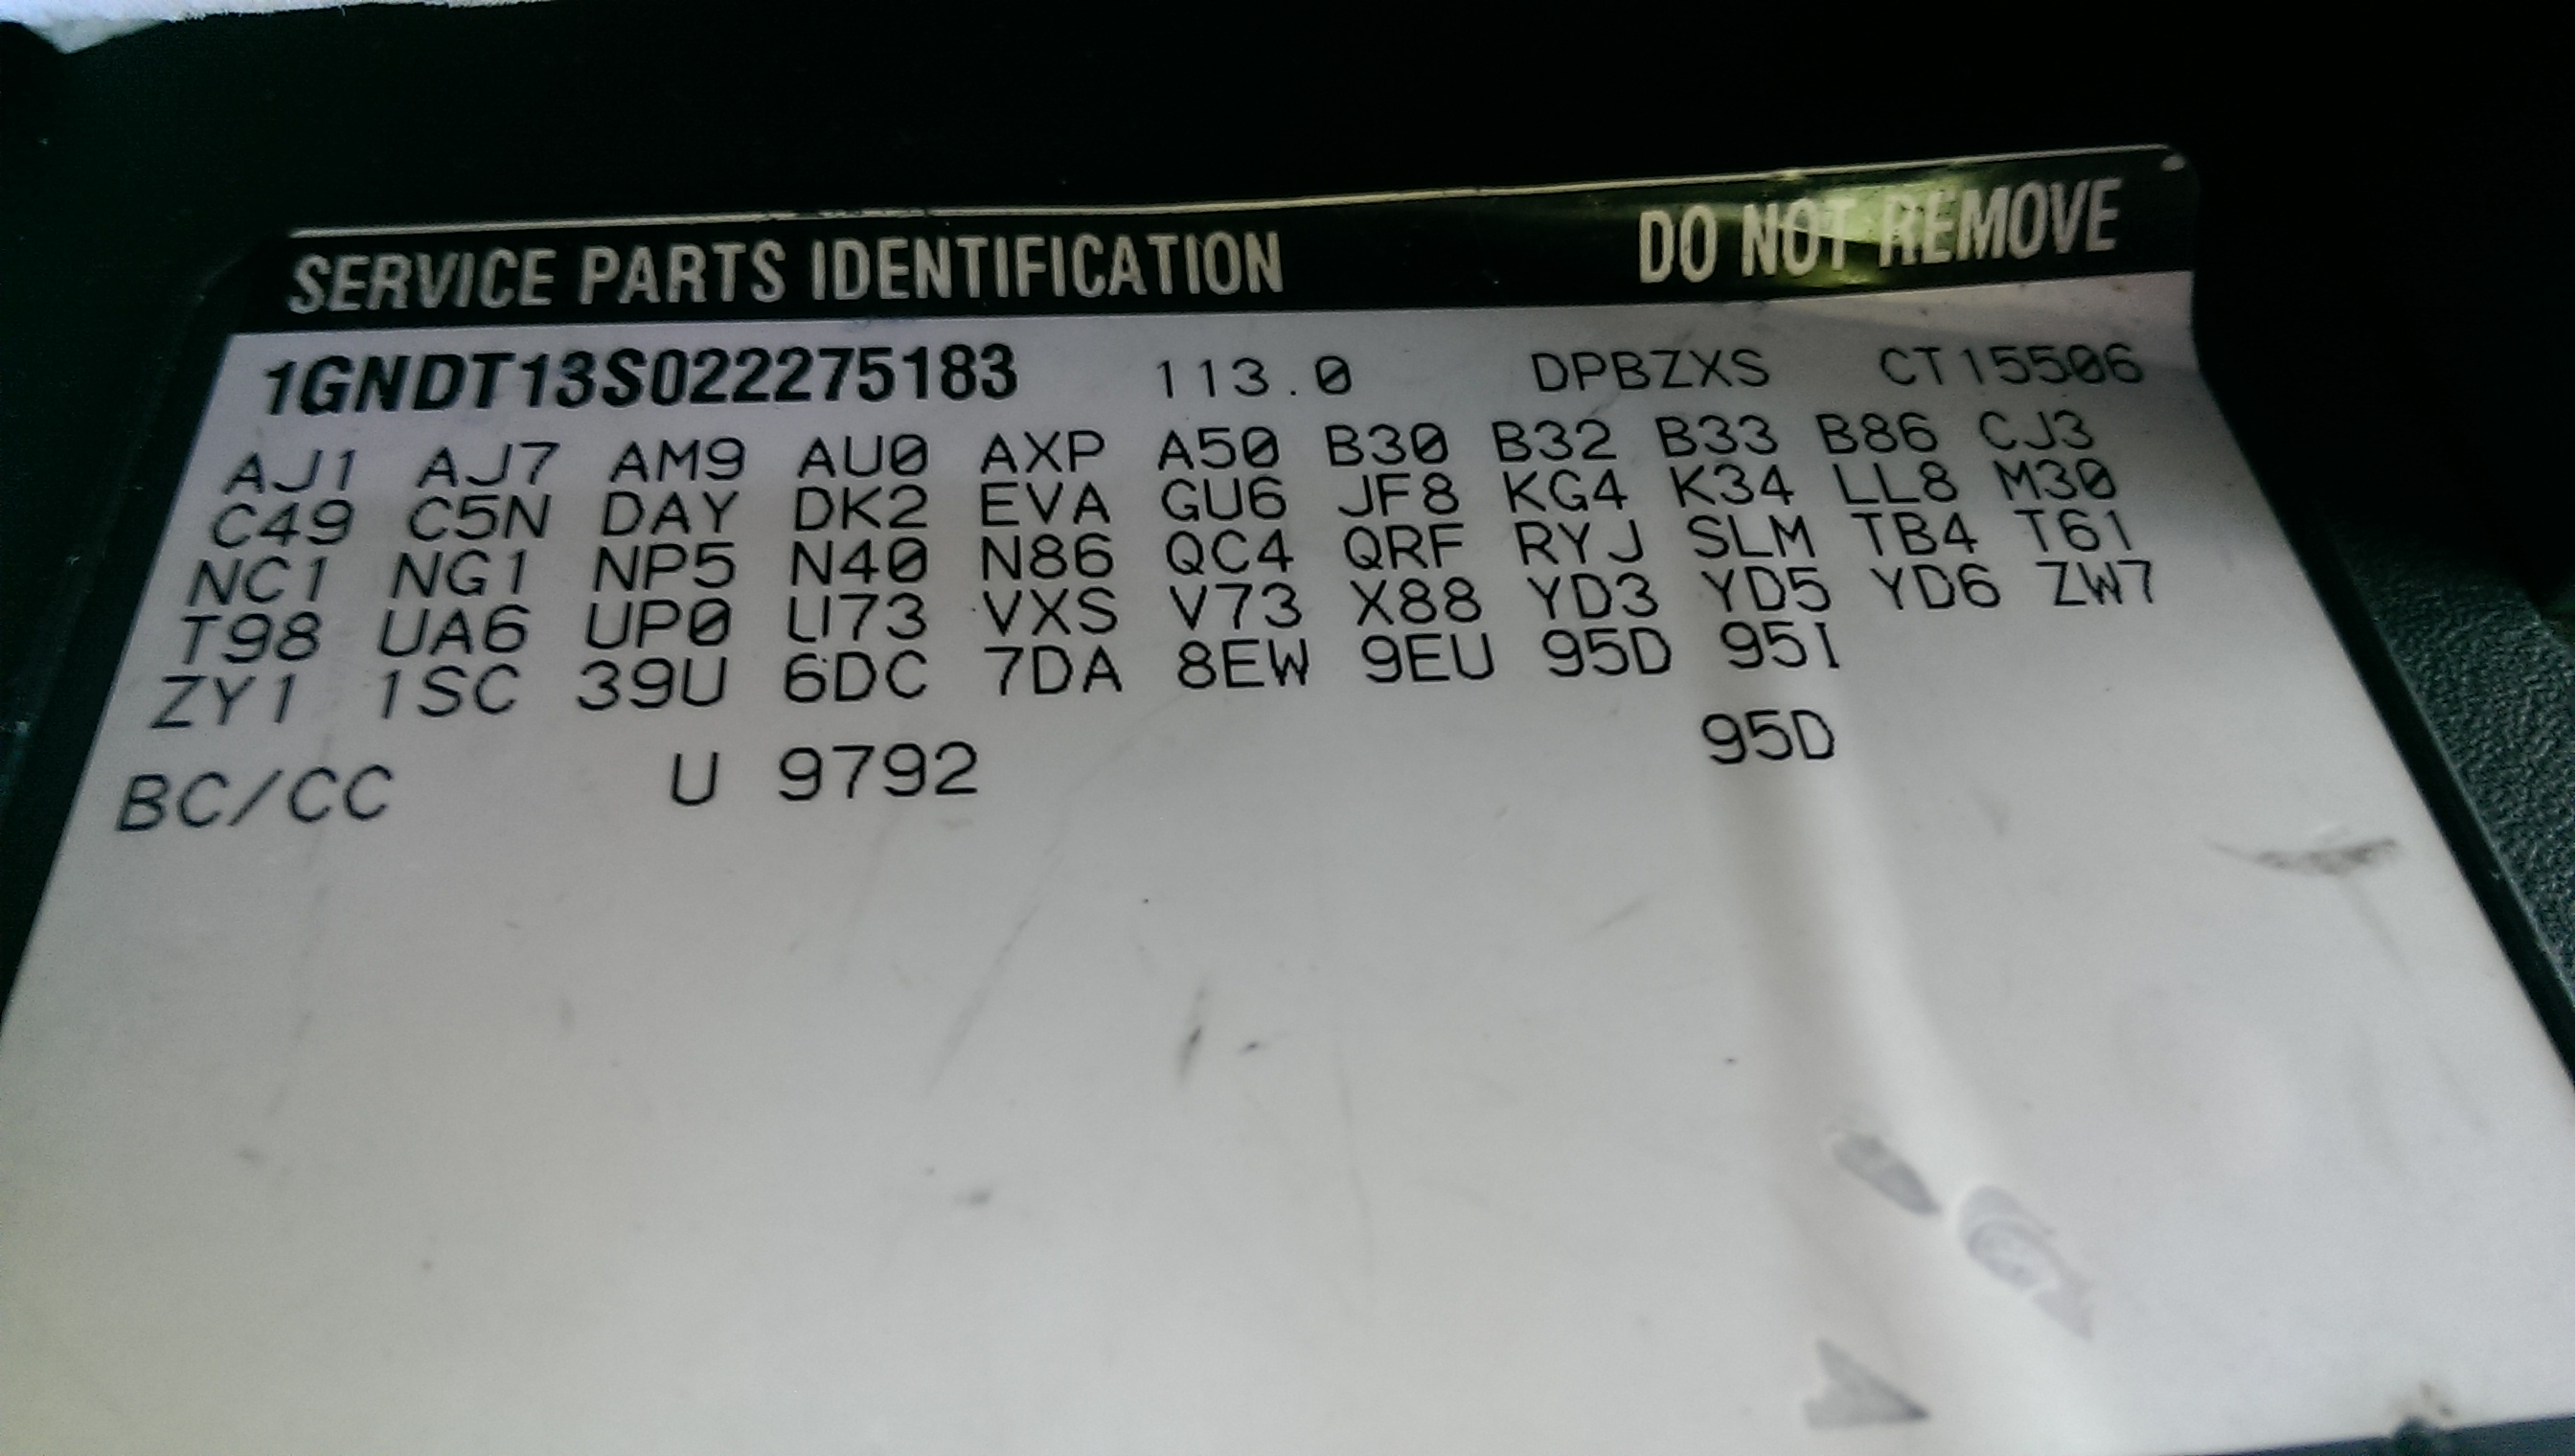 SERVICE PARTS IDENTIFICATION DO NOT REMOVE
1GNDT13S022275183 113.0 DPBZXS CT15506
AJ1 AJ7 AM9 AU0 AXP A50 B30 B32 B33 B86 CJ3
C49 C5N DAY DK2 EVA GU6 JF8 KG4 K34 LL8 M30
NC1 NG1 NP5 N40 N86 QC4 QRF RYJ SLM TB4 T61
T98 UA6 UP0 U73 VXS V73 X88 YD3 YD5 YD6 ZW7
ZY1 1SC 39U 6DC 7DA 8EW 9EU 95D 95I
BC/CC U 9792 95D